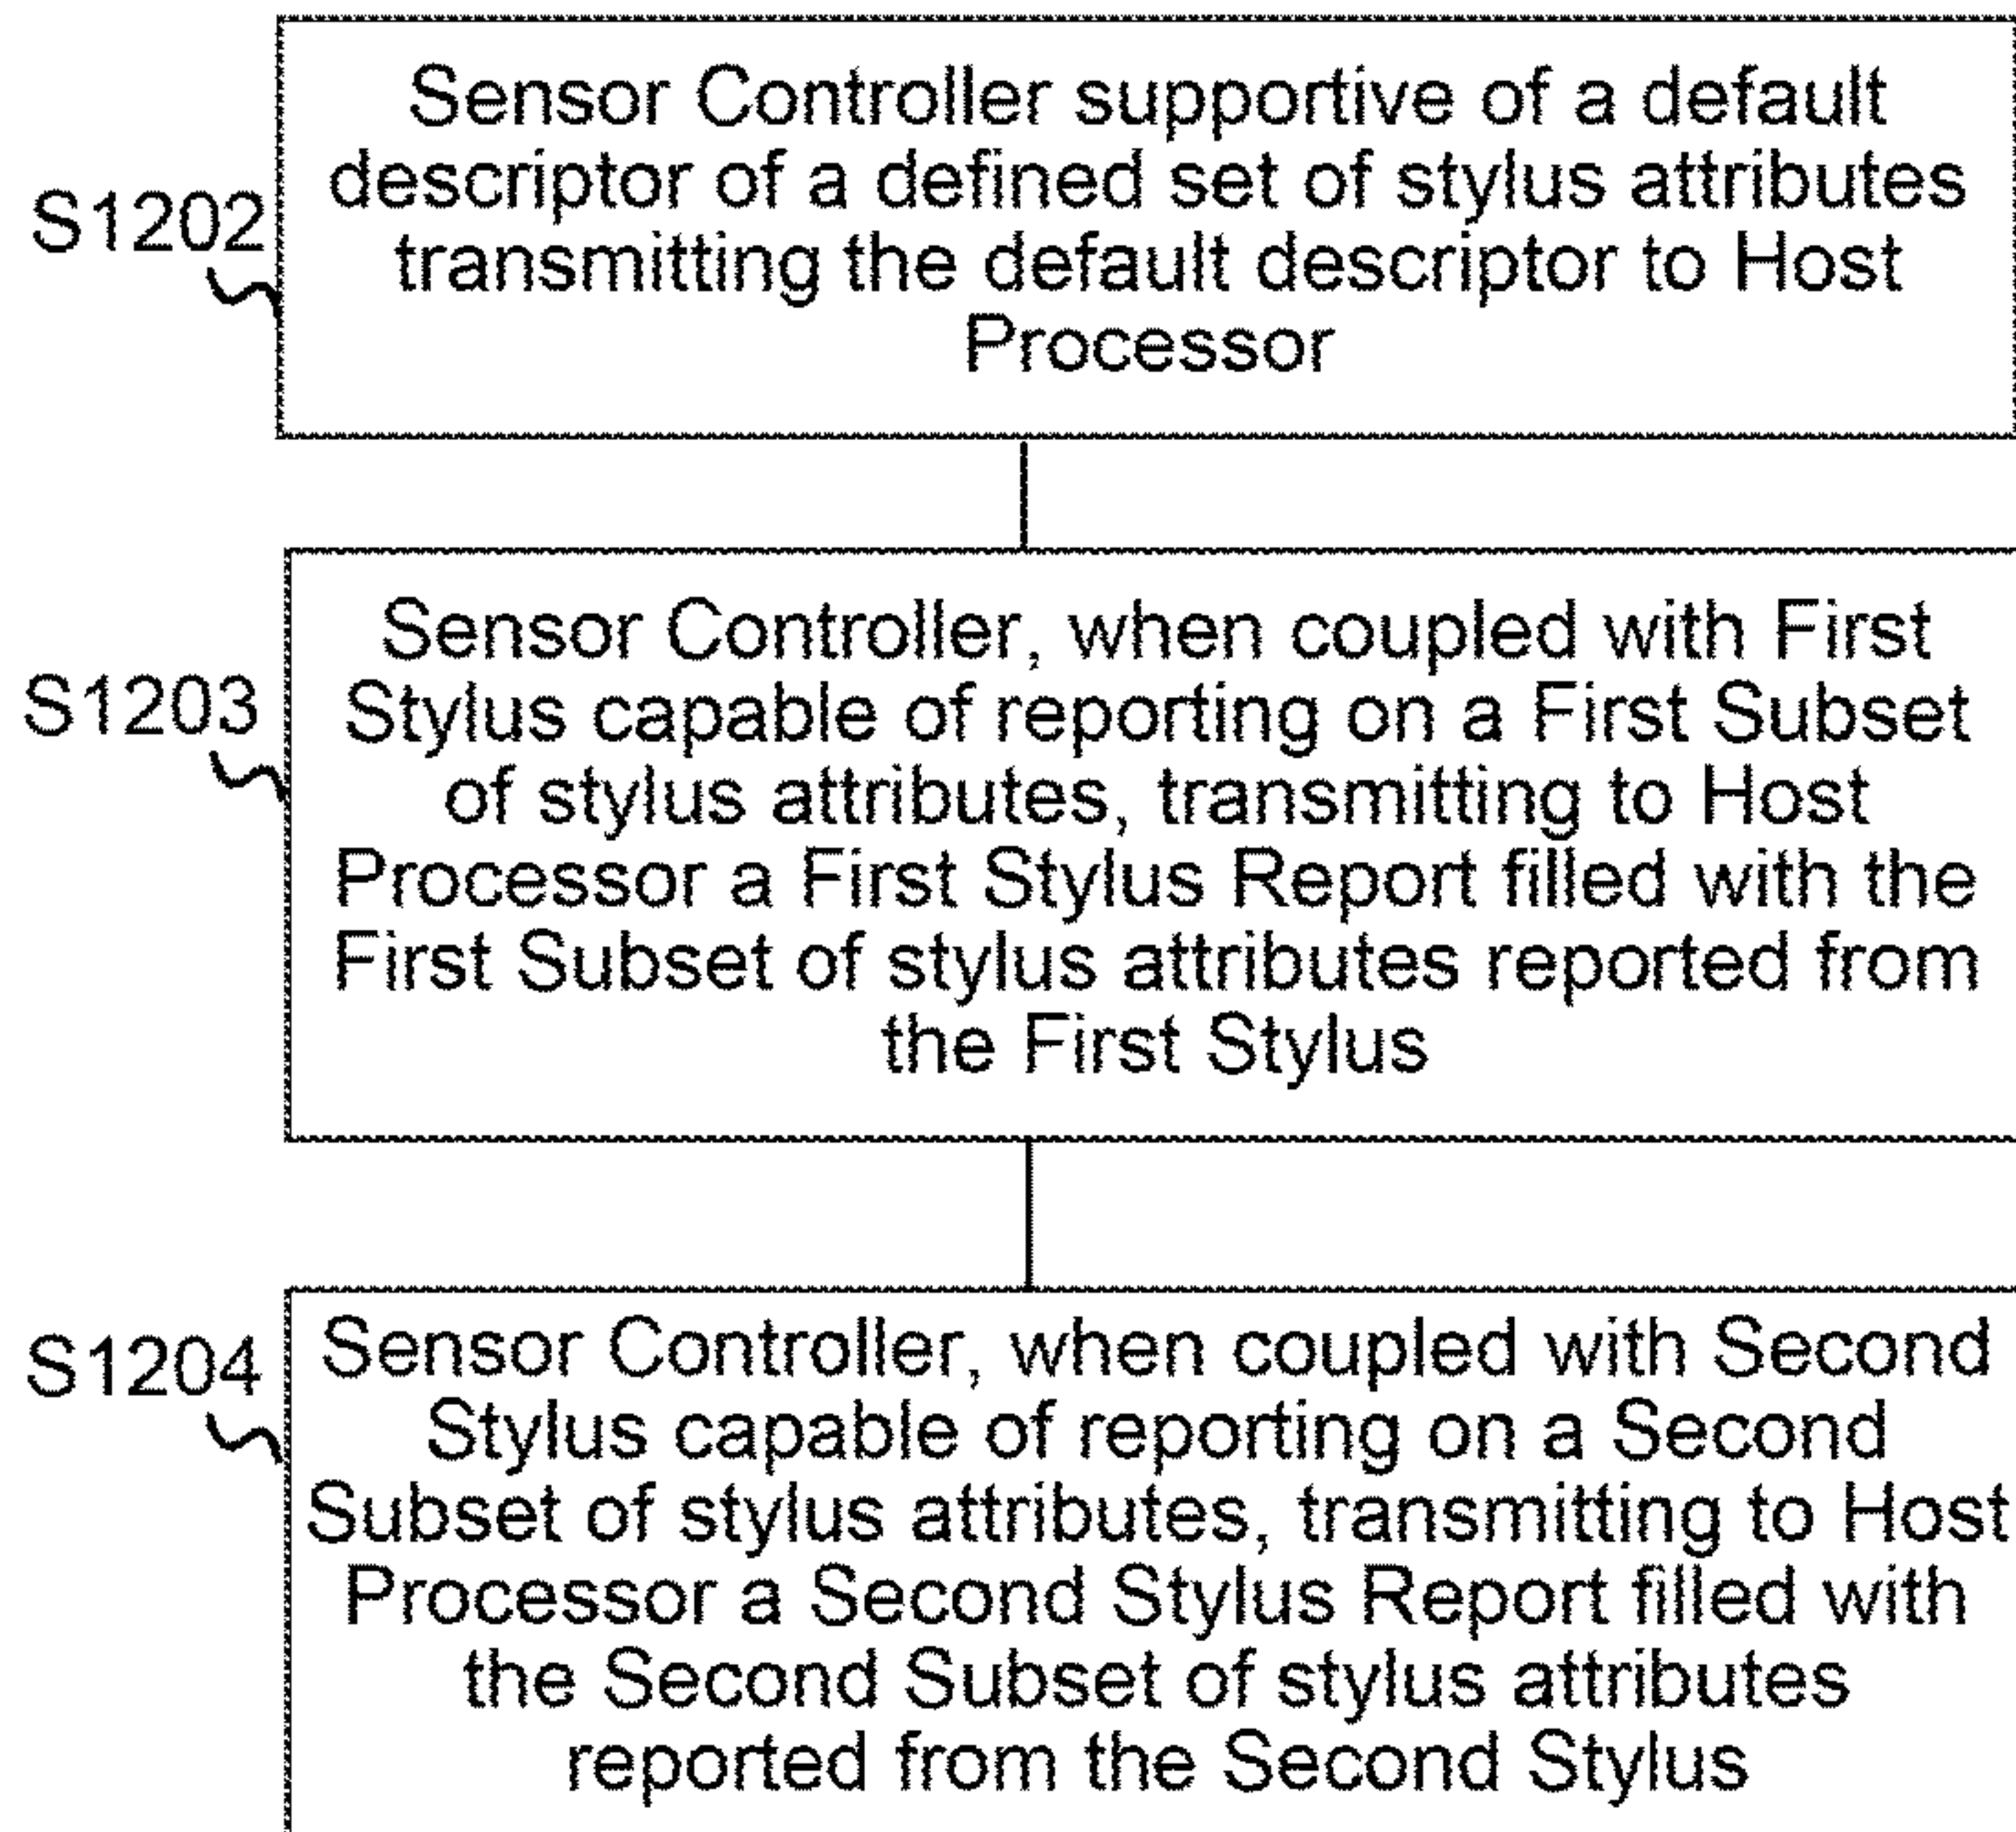 Sensor Controller supportive of a default
descriptor of a defined set of stylus attributes
S1202
transmitting the default descriptor to Host
Processor
Sensor Controller, when coupled with First
S1203
Stylus capable of reporting on a First Subset
of stylus attributes, transmitting to Host
Processor a First Stylus Report filled with the
First Subset of stylus attributes reported from
the First Stylus
S1204
Sensor Controller, when coupled with Second
Stylus capable of reporting on a Second
Subset of stylus attributes, transmitting to Host
Processor a Second Stylus Report filled with
the Second Subset of stylus attributes
reported from the Second Stylus